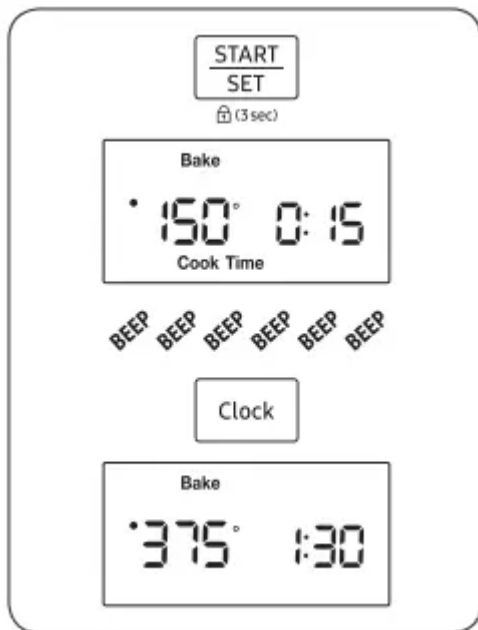 START
SET
(3 sec)
Bake
150° 0:15
Cook Time
BEEP BEEP BEEP BEEP BEEP BEEP
Clock
Bake
375° 1:30